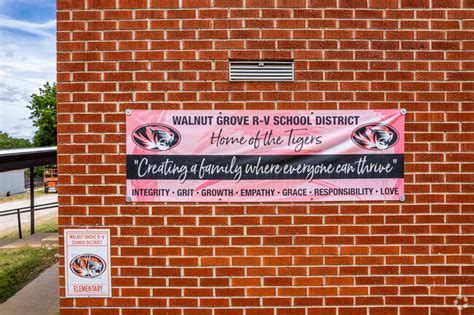 WALNUT GROVE R-V SCHOOL DISTRICT
Home of the Tigers
"Creating a family where everyone can thrive"
INTEGRITY • GRIT • GROWTH • EMPATHY • GRACE • RESPONSIBILITY • LOVE
WALNUT GROVE R-V
SCHOOL DISTRICT
ELEMENTARY